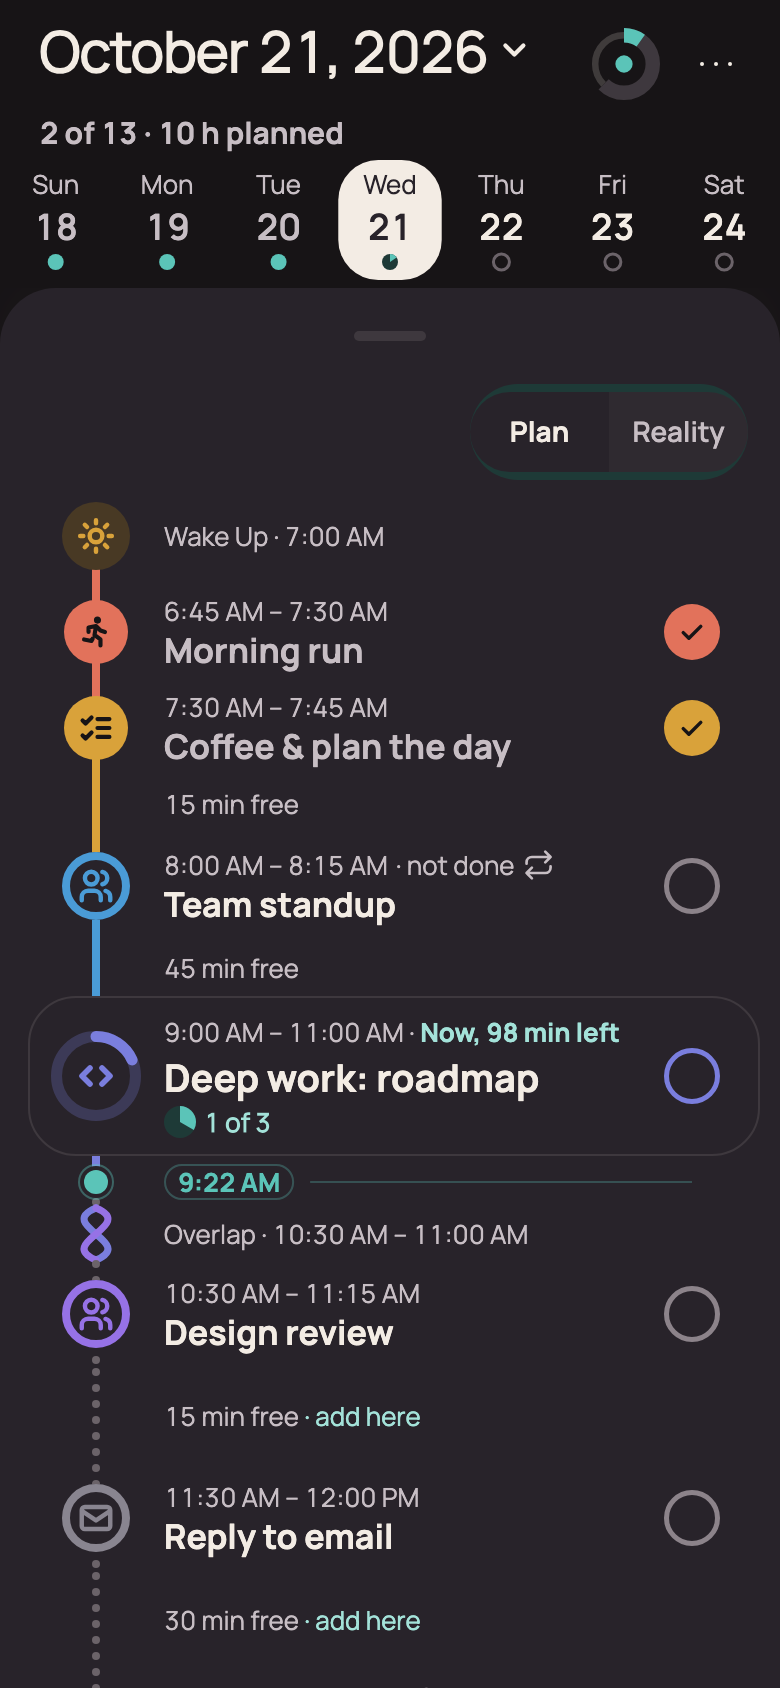 October 21, 2026
2 of 13 · 10 h planned
Sun Mon Tue Wed Thu Fri Sat
18 19 20 21 22 23 24
Plan Reality
Wake Up · 7:00 AM
6:45 AM – 7:30 AM
Morning run
7:30 AM – 7:45 AM
Coffee & plan the day
15 min free
8:00 AM – 8:15 AM · not done
Team standup
45 min free
9:00 AM – 11:00 AM · Now, 98 min left
Deep work: roadmap
1 of 3
9:22 AM
Overlap · 10:30 AM – 11:00 AM
10:30 AM – 11:15 AM
Design review
15 min free · add here
11:30 AM – 12:00 PM
Reply to email
30 min free · add here